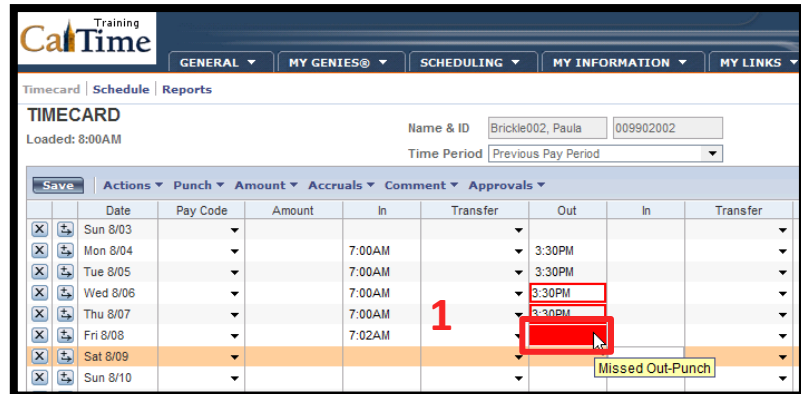 Training
CalTime
GENERAL MY GENIES® SCHEDULING MY INFORMATION MY LINKS
Timecard | Schedule | Reports
TIMECARD
Loaded: 8:00AM
Name & ID Brickle002, Paula 009902002
Time Period Previous Pay Period
Save Actions Punch Amount Accruals Comment Approvals
Date Pay Code Amount In Transfer Out In Transfer
Sun 8/03
Mon 8/04 7:00AM 3:30PM
Tue 8/05 7:00AM 3:30PM
Wed 8/06 7:00AM 3:30PM
Thu 8/07 7:00AM 3:30PM
1
Fri 8/08 7:02AM
Sat 8/09
Missed Out-Punch
Sun 8/10